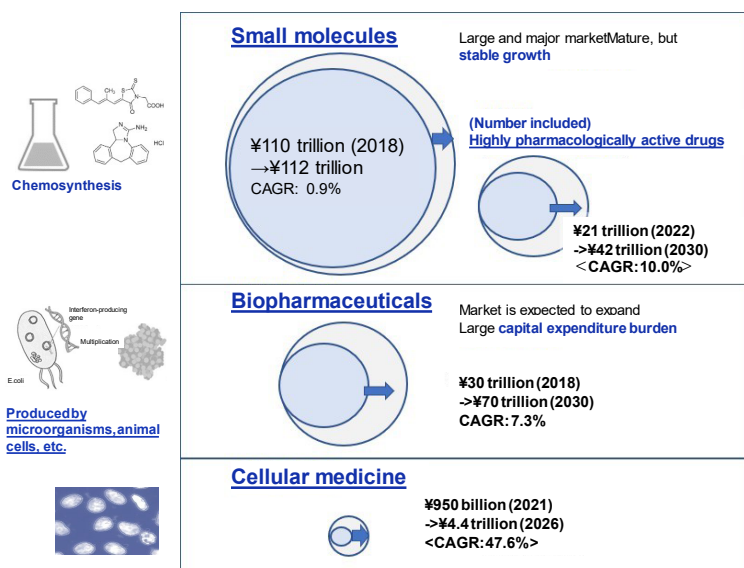 Small molecules
Large and major marketMature, but
stable growth
CH₃
S
S
N
O
COOH
N
NH₂
N
HCl
Chemosynthesis
¥110 trillion (2018)
→¥112 trillion
CAGR: 0.9%
(Number included)
Highly pharmacologically active drugs
¥21 trillion (2022)
->¥42 trillion (2030)
<CAGR:10.0%>
Interferon-producing
gene
Multiplication
E.coli
Produced by
microorganisms, animal
cells, etc.
Biopharmaceuticals
Market is expected to expand
Large capital expenditure burden
¥30 trillion (2018)
->¥70 trillion (2030)
CAGR:7.3%
Cellular medicine
¥950 billion (2021)
->¥4.4 trillion (2026)
<CAGR:47.6%>